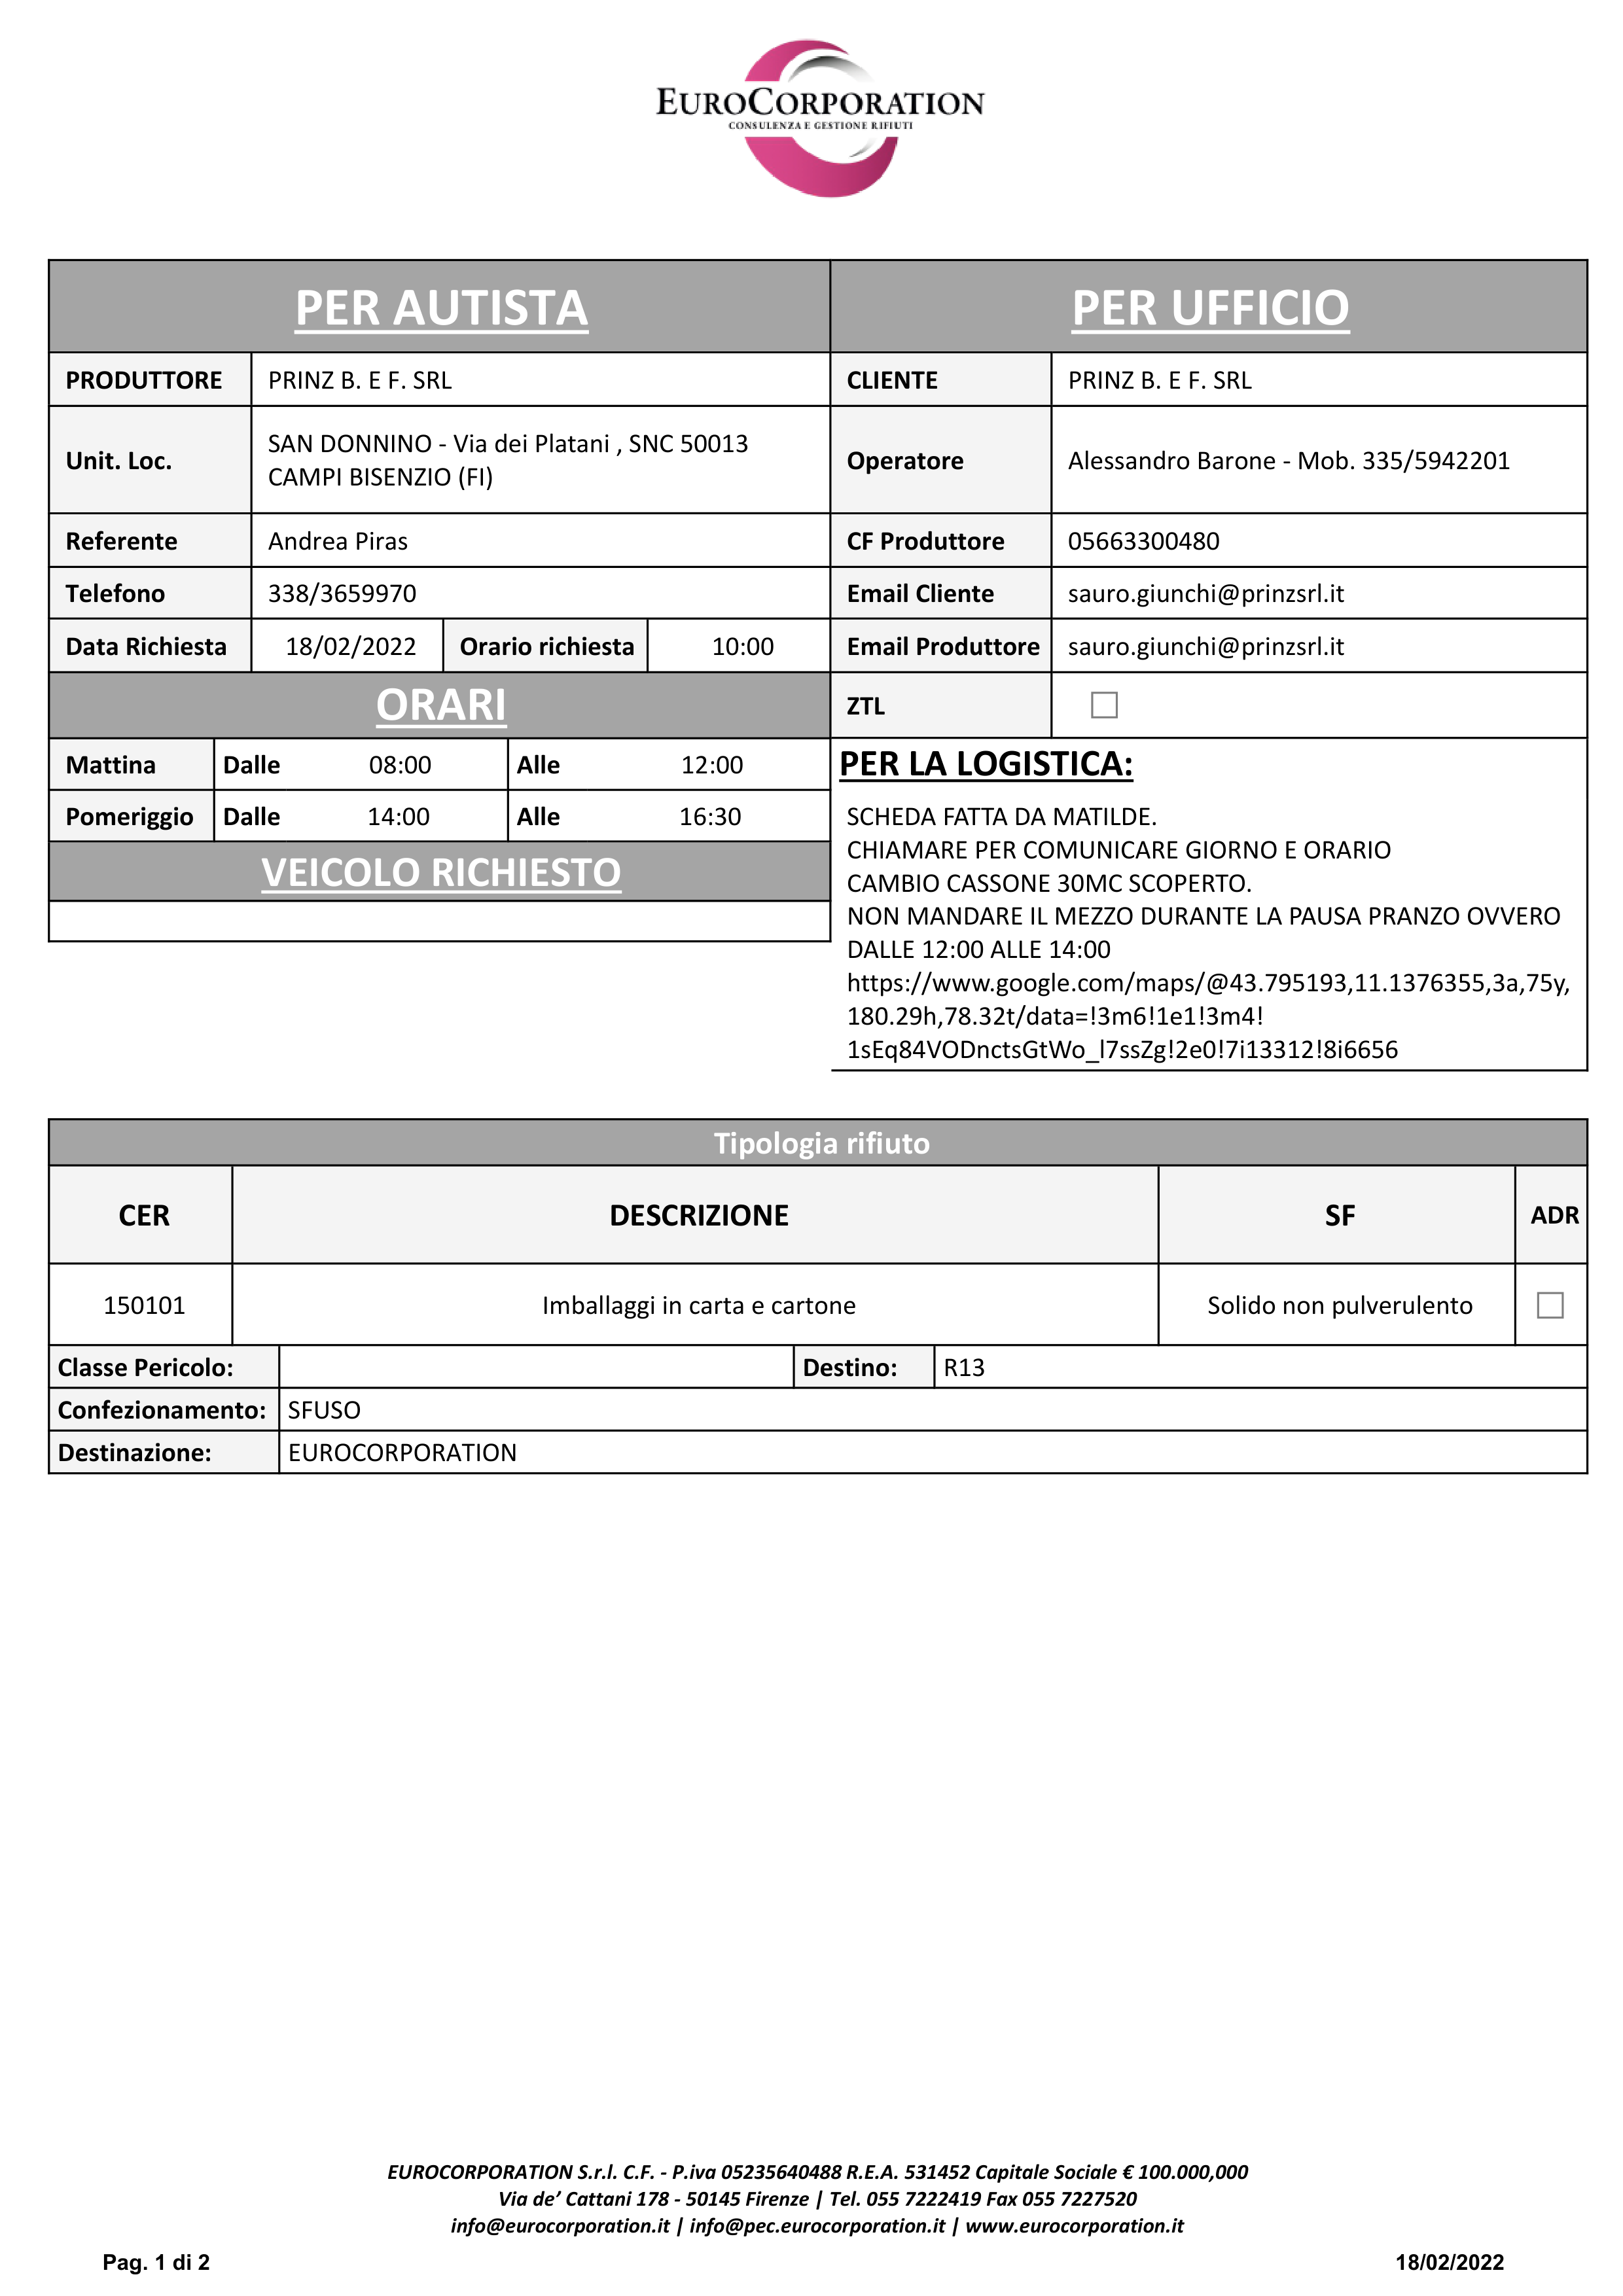 EUROCORPORATION
CONSULENZA E GESTIONE RIFIUTI
PER AUTISTA
PRODUTTORE PRINZ B. E F. SRL
Unit. Loc. SAN DONNINO - Via dei Platani , SNC 50013
CAMPI BISENZIO (FI)
Referente Andrea Piras
Telefono 338/3659970
Data Richiesta 18/02/2022 Orario richiesta 10:00
ORARI
Mattina Dalle 08:00 Alle 12:00
Pomeriggio Dalle 14:00 Alle 16:30
VEICOLO RICHIESTO
PER UFFICIO
CLIENTE PRINZ B. E F. SRL
Operatore Alessandro Barone - Mob. 335/5942201
CF Produttore 05663300480
Email Cliente sauro.giunchi@prinzsrl.it
Email Produttore sauro.giunchi@prinzsrl.it
ZTL
PER LA LOGISTICA:
SCHEDA FATTA DA MATILDE.
CHIAMARE PER COMUNICARE GIORNO E ORARIO
CAMBIO CASSONE 30MC SCOPERTO.
NON MANDARE IL MEZZO DURANTE LA PAUSA PRANZO OVVERO
DALLE 12:00 ALLE 14:00
https://www.google.com/maps/@43.795193,11.1376355,3a,75y,
180.29h,78.32t/data=!3m6!1e1!3m4!
1sEq84VODnctsGtWo_l7ssZg!2e0!7i13312!8i6656
Tipologia rifiuto
CER DESCRIZIONE SF ADR
150101 Imballaggi in carta e cartone Solido non pulverulento
Classe Pericolo: Destino: R13
Confezionamento: SFUSO
Destinazione: EUROCORPORATION
EUROCORPORATION S.r.l. C.F. - P.iva 05235640488 R.E.A. 531452 Capitale Sociale € 100.000,000
Via de’ Cattani 178 - 50145 Firenze | Tel. 055 7222419 Fax 055 7227520
info@eurocorporation.it | info@pec.eurocorporation.it | www.eurocorporation.it
Pag. 1 di 2 18/02/2022